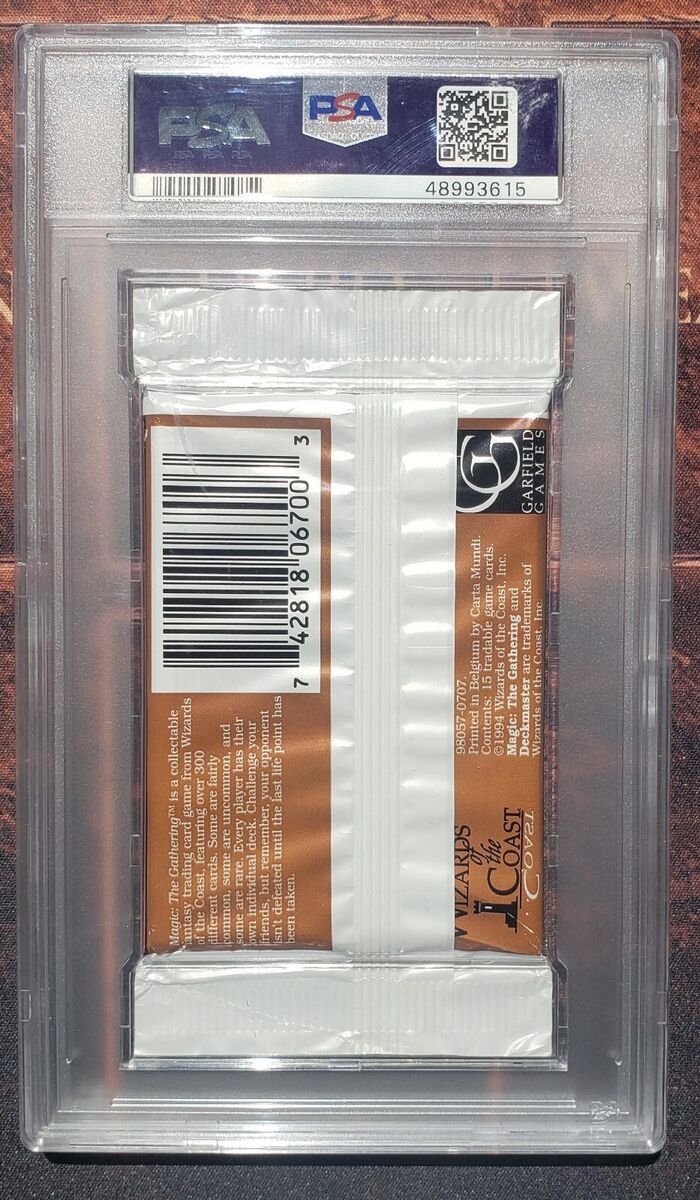 PSA
PSA
PSA PSA PSA
48993615
7 42818 06700 3
Magic: The Gathering™ is a collectable
fantasy trading card game from Wizards
of the Coast, featuring over 300
different cards. Some are fairly
common, some are uncommon, and
some are rare. Every player has their
own individual deck. Challenge your
friends, but remember, your opponent
isn't defeated until the last life point has
been taken.
GG
GARFIELD
GAMES
98057-0707.
Printed in Belgium by Carta Mundi.
Contents: 15 tradable game cards.
©1994 Wizards of the Coast, Inc.
Magic: The Gathering and
Deckmaster are trademarks of
Wizards of the Coast, Inc.
WIZARDS
of
the
COAST